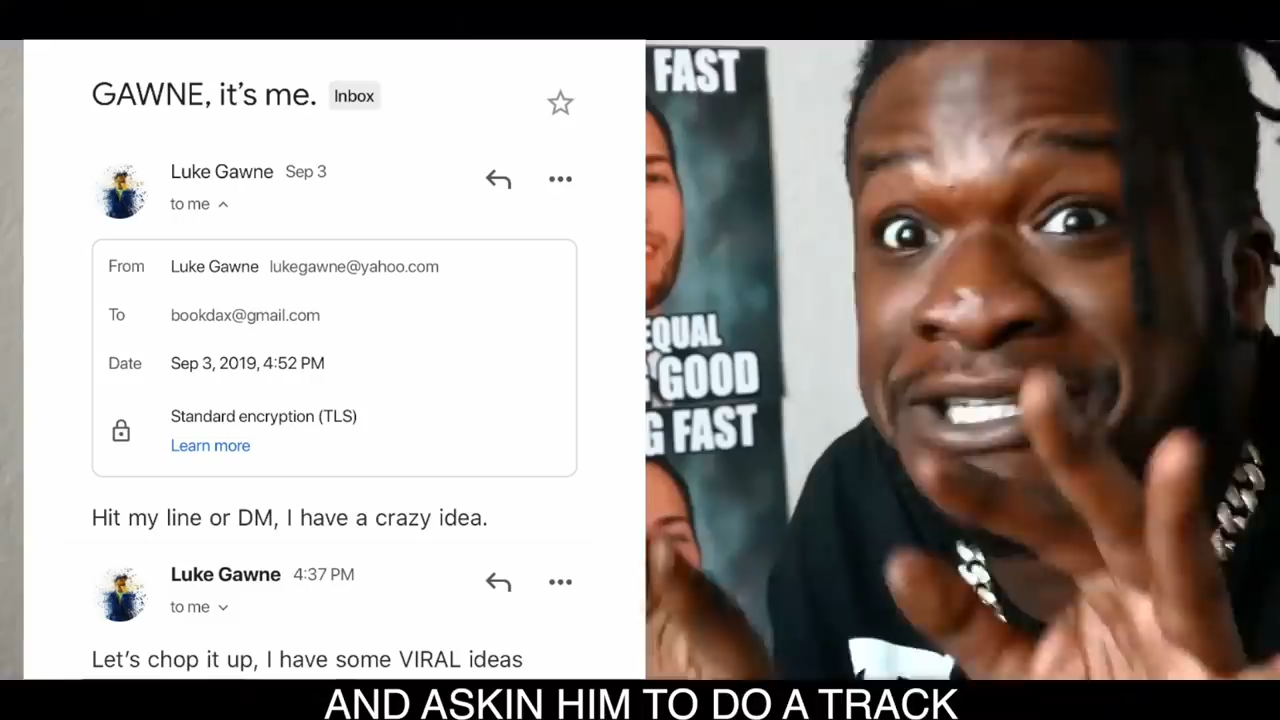 GAWNE, it's me. Inbox
Luke Gawne Sep 3
to me
From Luke Gawne lukegawne@yahoo.com
To bookdax@gmail.com
Date Sep 3, 2019, 4:52 PM
Standard encryption (TLS)
Learn more
Hit my line or DM, I have a crazy idea.
Luke Gawne 4:37 PM
to me
Let's chop it up, I have some VIRAL ideas
FAST
EQUAL
GOOD
G FAST
AND ASKIN HIM TO DO A TRACK